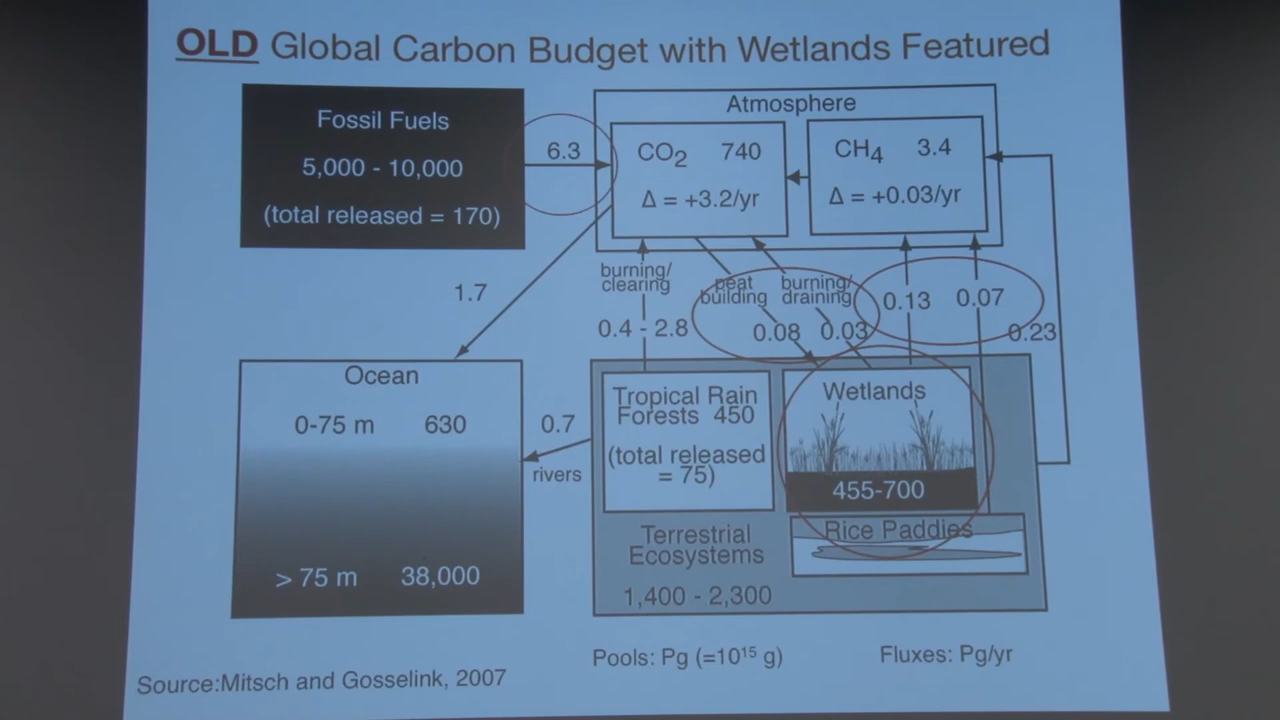 OLD Global Carbon Budget with Wetlands Featured
Fossil Fuels
5,000 - 10,000
(total released = 170)
6.3
Atmosphere
CO₂ 740
Δ = +3.2/yr
CH₄ 3.4
Δ = +0.03/yr
1.7
burning/
clearing
0.4 - 2.8
peat
building
0.08
burning/
draining
0.03
0.13
0.07
0.23
Ocean
0-75 m 630
> 75 m 38,000
0.7
rivers
Tropical Rain
Forests 450
(total released
= 75)
Wetlands
455-700
Rice Paddies
Terrestrial
Ecosystems
1,400 - 2,300
Pools: Pg (=10¹⁵ g)
Fluxes: Pg/yr
Source:Mitsch and Gosselink, 2007